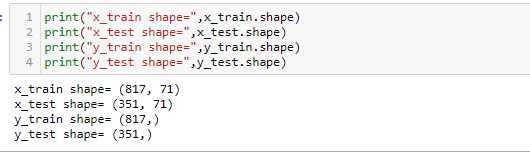 1 print("x_train shape=",x_train.shape)
2 print("x_test shape=",x_test.shape)
3 print("y_train shape=",y_train.shape)
4 print("y_test shape=",y_test.shape)
x_train shape= (817, 71)
x_test shape= (351, 71)
y_train shape= (817,)
y_test shape= (351,)